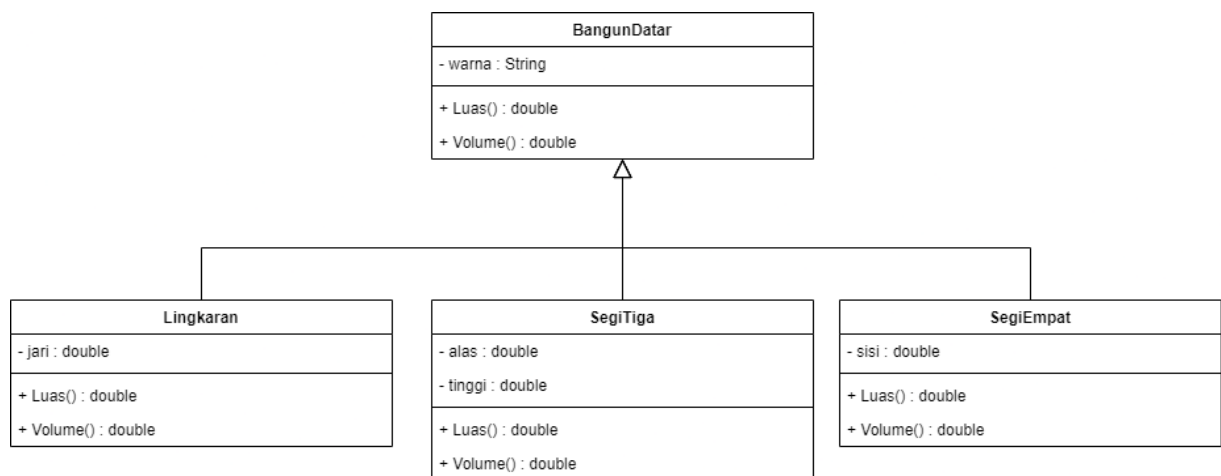 BangunDatar
- warna : String
+ Luas() : double
+ Volume() : double
Lingkaran
- jari : double
+ Luas() : double
+ Volume() : double
SegiTiga
- alas : double
- tinggi : double
+ Luas() : double
+ Volume() : double
SegiEmpat
- sisi : double
+ Luas() : double
+ Volume() : double